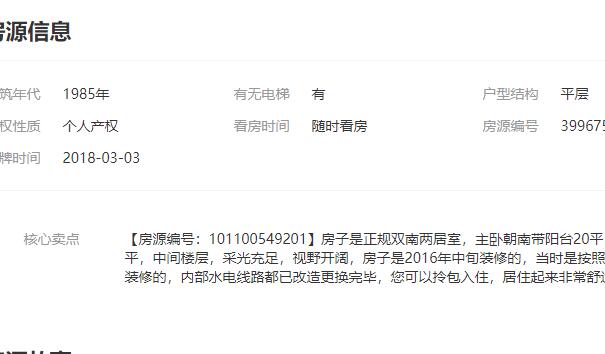 房源信息
筑年代 1985年 有无电梯 有 户型结构 平层
权性质 个人产权 看房时间 随时看房 房源编号 399675
牌时间 2018-03-03
核心卖点 【房源编号：101100549201】房子是正规双南两居室，主卧朝南带阳台20平
平，中间楼层，采光充足，视野开阔，房子是2016年中旬装修的，当时是按照
装修的，内部水电线路都已改造更换完毕，您可以拎包入住，居住起来非常舒适